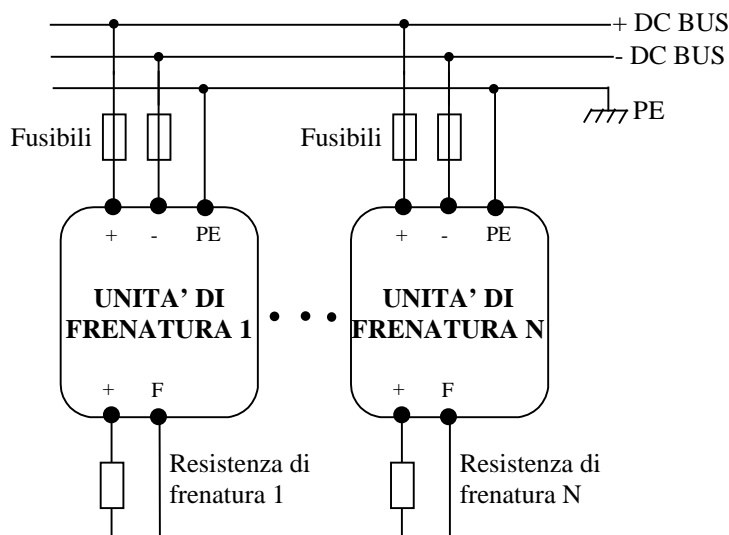 + DC BUS
- DC BUS
PE
Fusibili
Fusibili
+ - PE
+ - PE
UNITA’ DI
FRENATURA 1
UNITA’ DI
FRENATURA N
+ F
+ F
Resistenza di
frenatura 1
Resistenza di
frenatura N